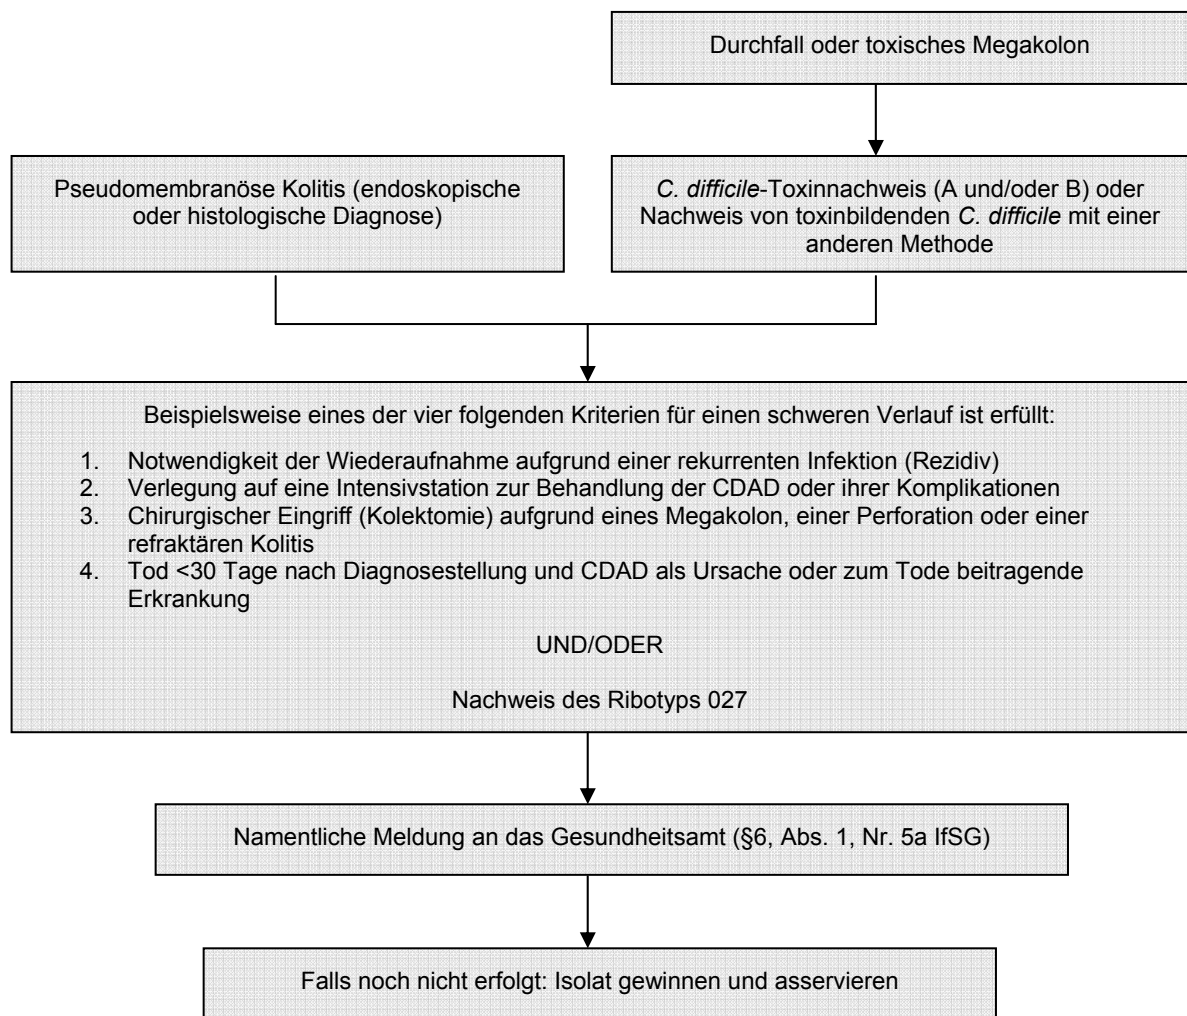 Durchfall oder toxisches Megakolon
Pseudomembranöse Kolitis (endoskopische
oder histologische Diagnose)
C. difficile-Toxinnachweis (A und/oder B) oder
Nachweis von toxinbildenden C. difficile mit einer
anderen Methode
Beispielsweise eines der vier folgenden Kriterien für einen schweren Verlauf ist erfüllt:
1. Notwendigkeit der Wiederaufnahme aufgrund einer rekurrenten Infektion (Rezidiv)
2. Verlegung auf eine Intensivstation zur Behandlung der CDAD oder ihrer Komplikationen
3. Chirurgischer Eingriff (Kolektomie) aufgrund eines Megakolon, einer Perforation oder einer
refraktären Kolitis
4. Tod <30 Tage nach Diagnosestellung und CDAD als Ursache oder zum Tode beitragende
Erkrankung
UND/ODER
Nachweis des Ribotyps 027
Namentliche Meldung an das Gesundheitsamt (§6, Abs. 1, Nr. 5a IfSG)
Falls noch nicht erfolgt: Isolat gewinnen und asservieren